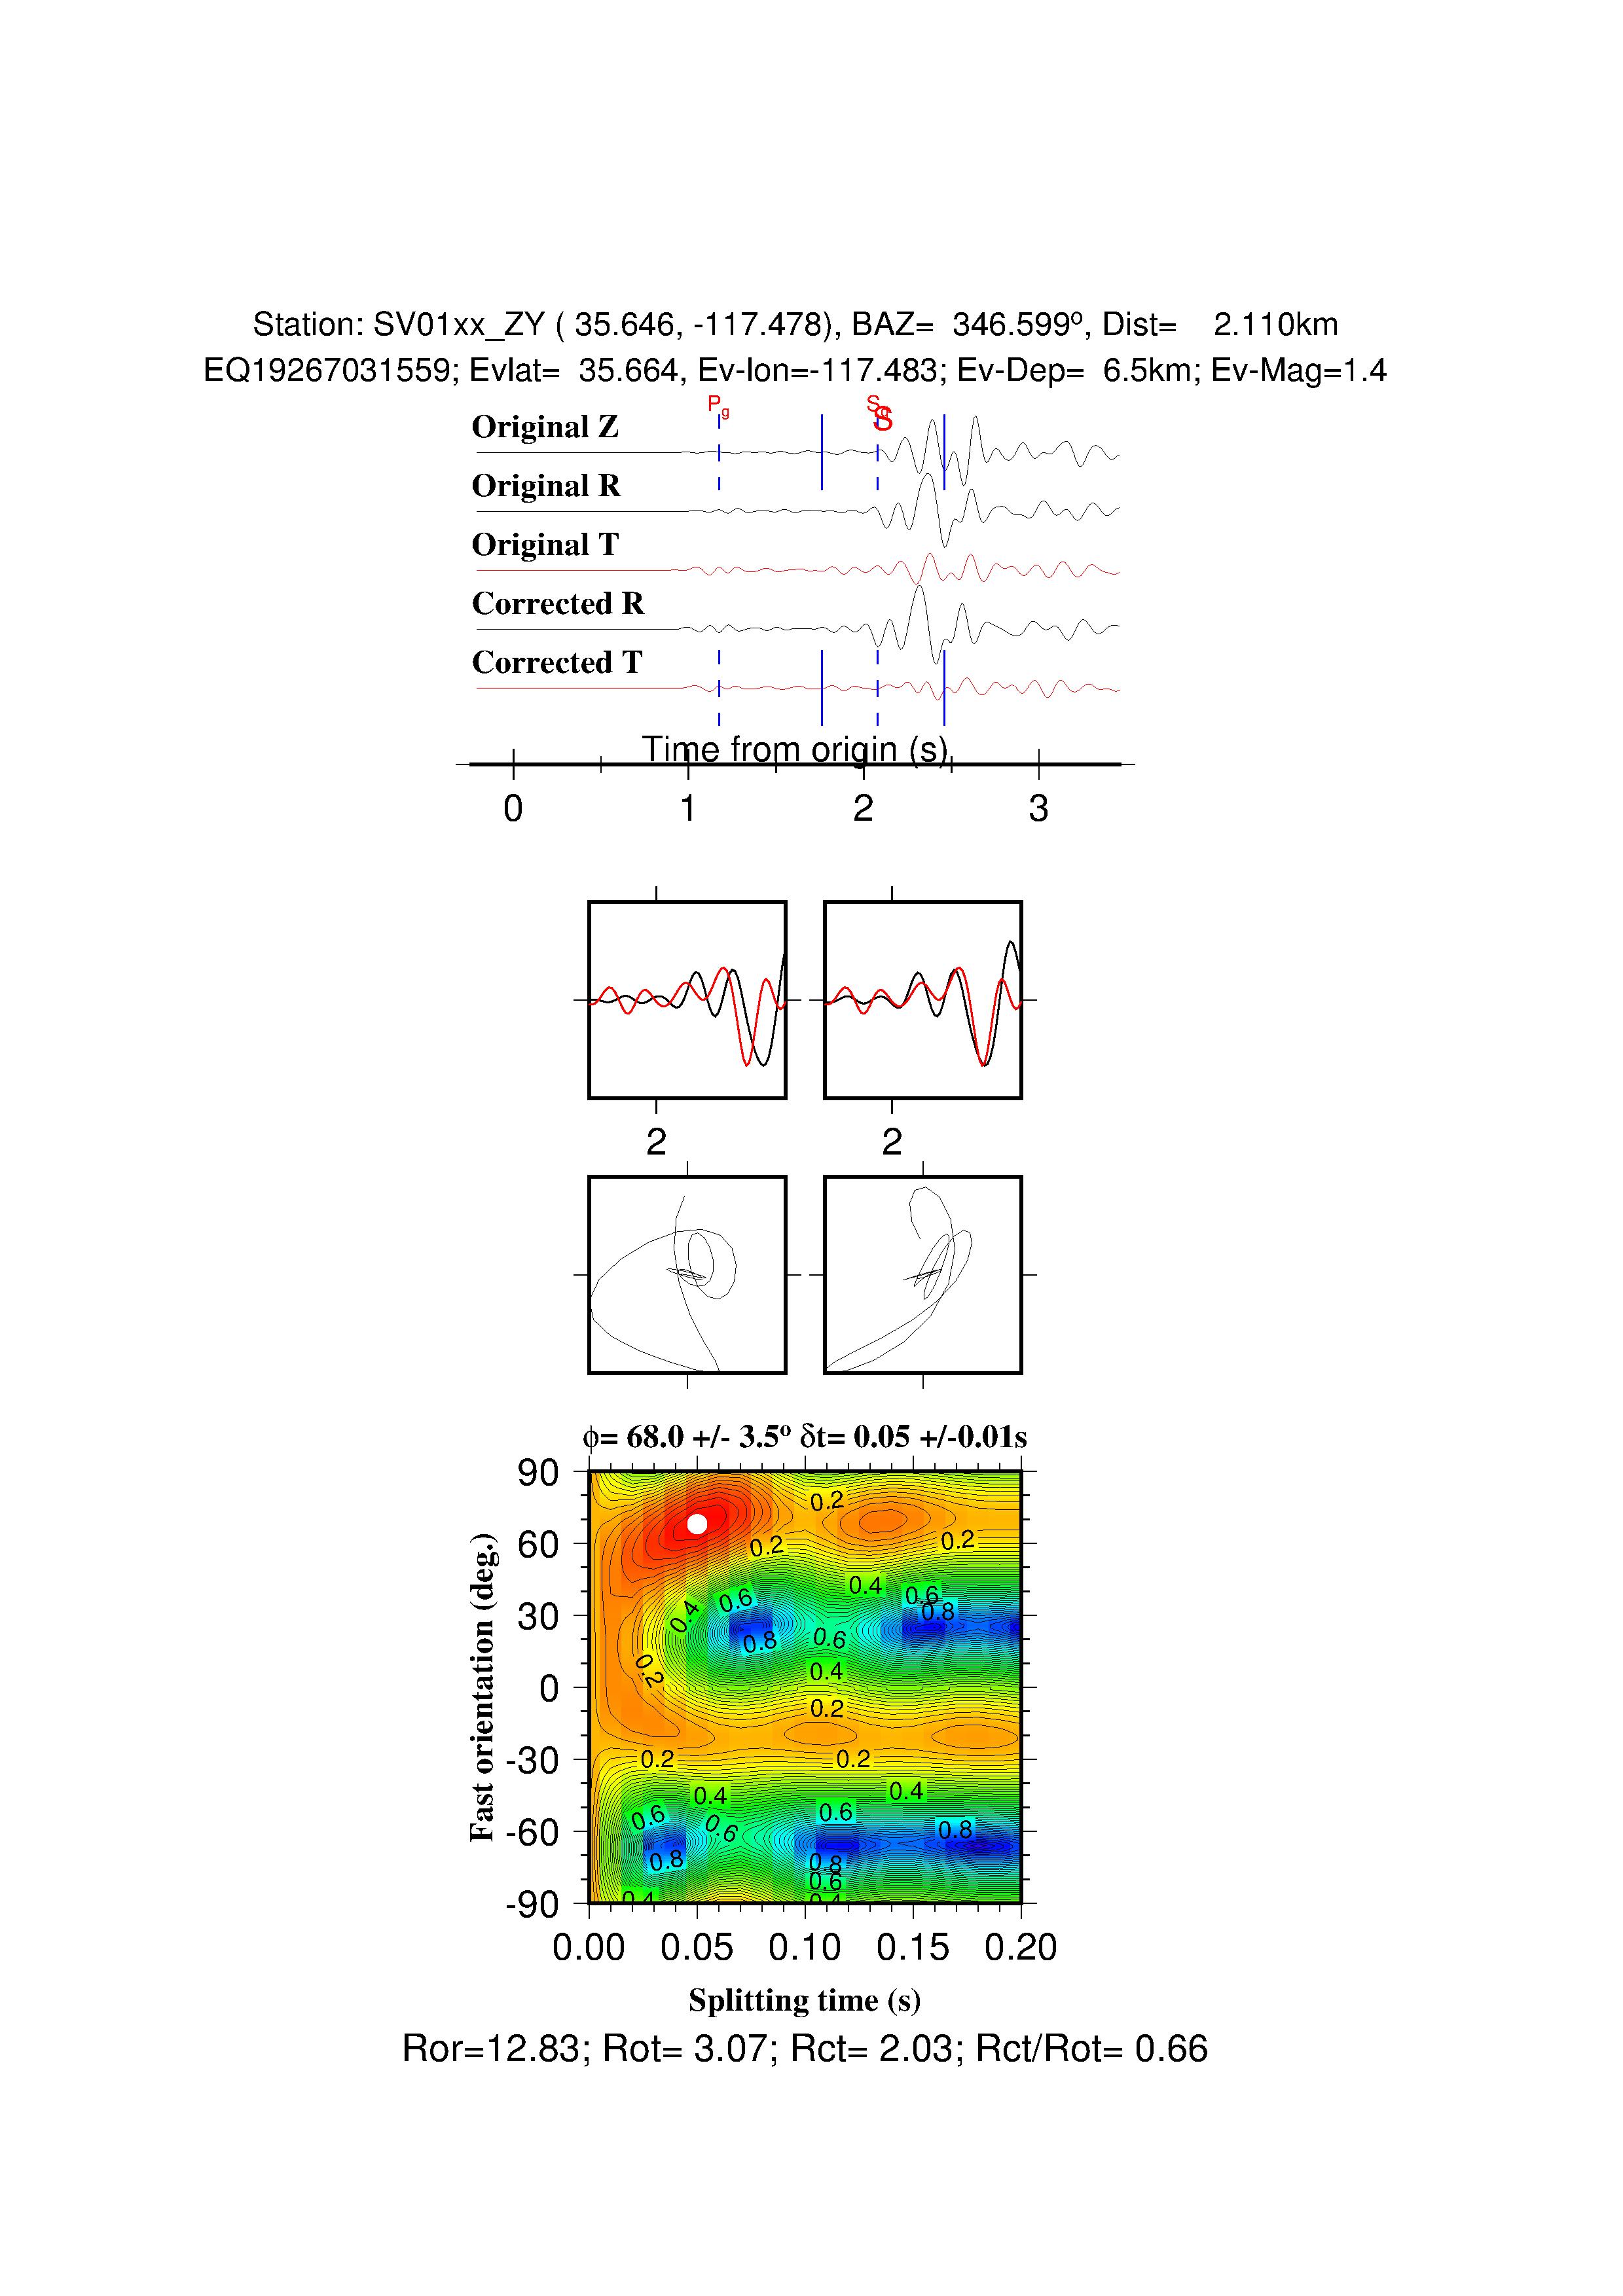 Station: SV01xx_ZY ( 35.646, -117.478), BAZ= 346.599º, Dist= 2.110km
EQ19267031559; Evlat= 35.664, Ev-lon=-117.483; Ev-Dep= 6.5km; Ev-Mag=1.4
Pg Sg
S
Original Z
Original R
Original T
Corrected R
Corrected T
Time from origin (s)
0 1 2 3
2 2
ϕ= 68.0 +/- 3.5º δt= 0.05 +/-0.01s
Fast orientation (deg.)
90
60
30
0
-30
-60
-90
0.2
0.2 0.2
0.4
0.6 0.6
0.4 0.8
0.8 0.6
0.2 0.4
0.2
0.2 0.2
0.4 0.4
0.6 0.6
0.6 0.8
0.8 0.8
0.6
0.4 0.4
0.00 0.05 0.10 0.15 0.20
Splitting time (s)
Ror=12.83; Rot= 3.07; Rct= 2.03; Rct/Rot= 0.66